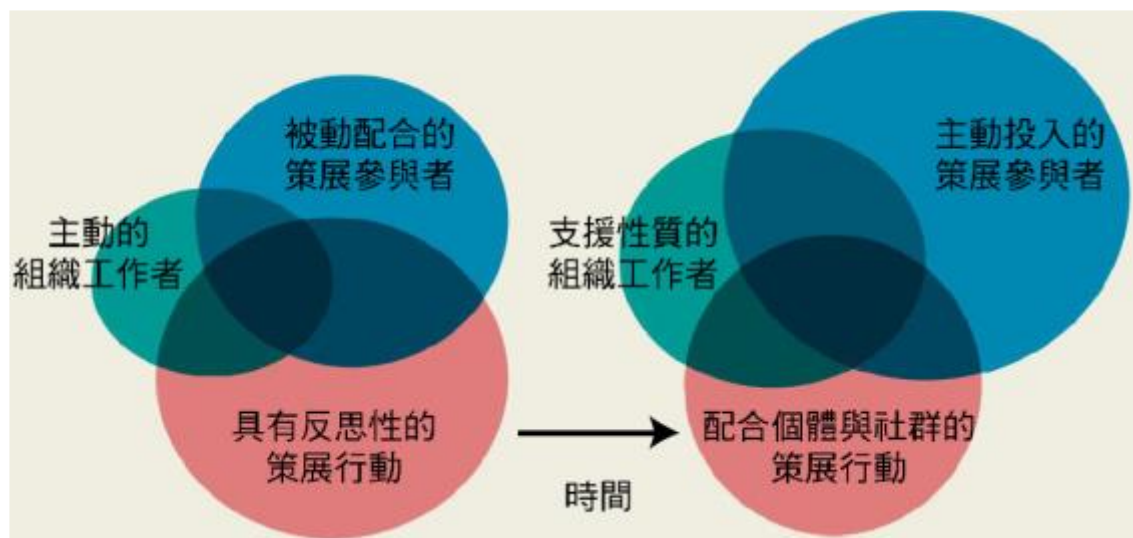 被動配合的
策展參與者
主動的
組織工作者
具有反思性的
策展行動
時間
主動投入的
策展參與者
支援性質的
組織工作者
配合個體與社群的
策展行動